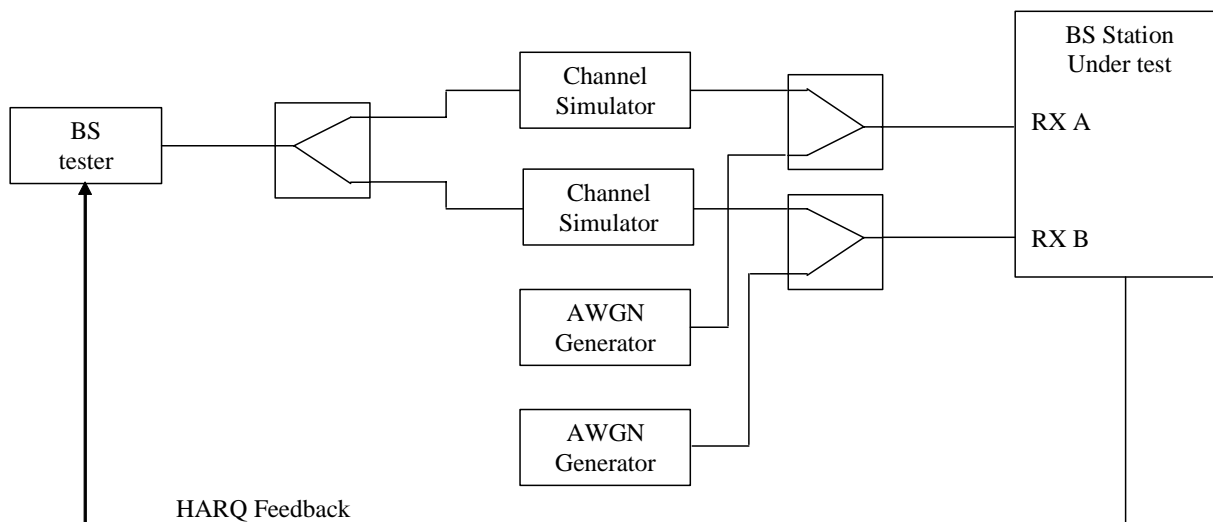 BS Station
Under test
Channel
Simulator
BS
tester
RX A
Channel
Simulator
RX B
AWGN
Generator
AWGN
Generator
HARQ Feedback